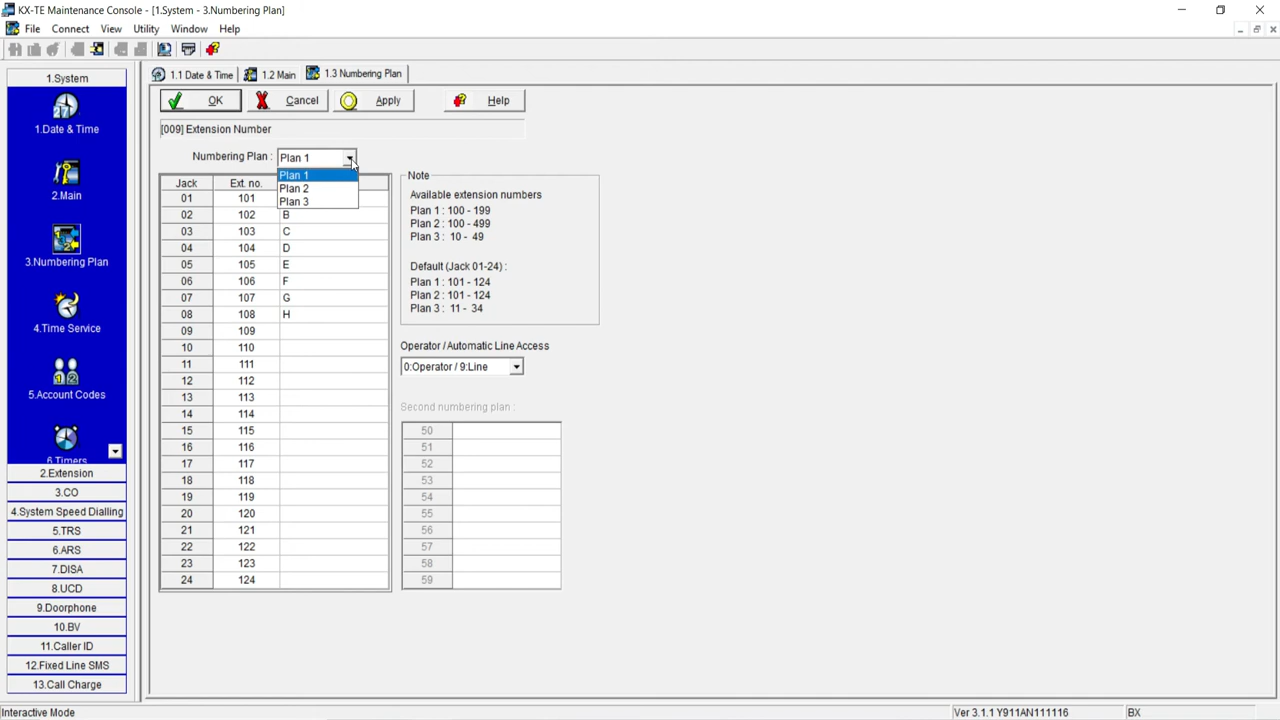 KX-TE Maintenance Console - [1.System - 3.Numbering Plan]
File Connect View Utility Window Help
1.System
1.1 Date & Time 1.2 Main 1.3 Numbering Plan
OK Cancel Apply Help
[009] Extension Number
Numbering Plan : Plan 1
Plan 1
Plan 2
Plan 3
Jack Ext. no.
01 101
02 102 B
03 103 C
04 104 D
05 105 E
06 106 F
07 107 G
08 108 H
09 109
10 110
11 111
12 112
13 113
14 114
15 115
16 116
17 117
18 118
19 119
20 120
21 121
22 122
23 123
24 124
Note
Available extension numbers
Plan 1 : 100 - 199
Plan 2 : 100 - 499
Plan 3 : 10 - 49
Default (Jack 01-24) :
Plan 1 : 101 - 124
Plan 2 : 101 - 124
Plan 3 : 11 - 34
Operator / Automatic Line Access
0:Operator / 9:Line
Second numbering plan :
50
51
52
53
54
55
56
57
58
59
1.Date & Time
2.Main
3.Numbering Plan
4.Time Service
5.Account Codes
6.Timers
2.Extension
3.CO
4.System Speed Dialling
5.TRS
6.ARS
7.DISA
8.UCD
9.Doorphone
10.BV
11.Caller ID
12.Fixed Line SMS
13.Call Charge
Interactive Mode
Ver 3.1.1 Y911AN111116
BX